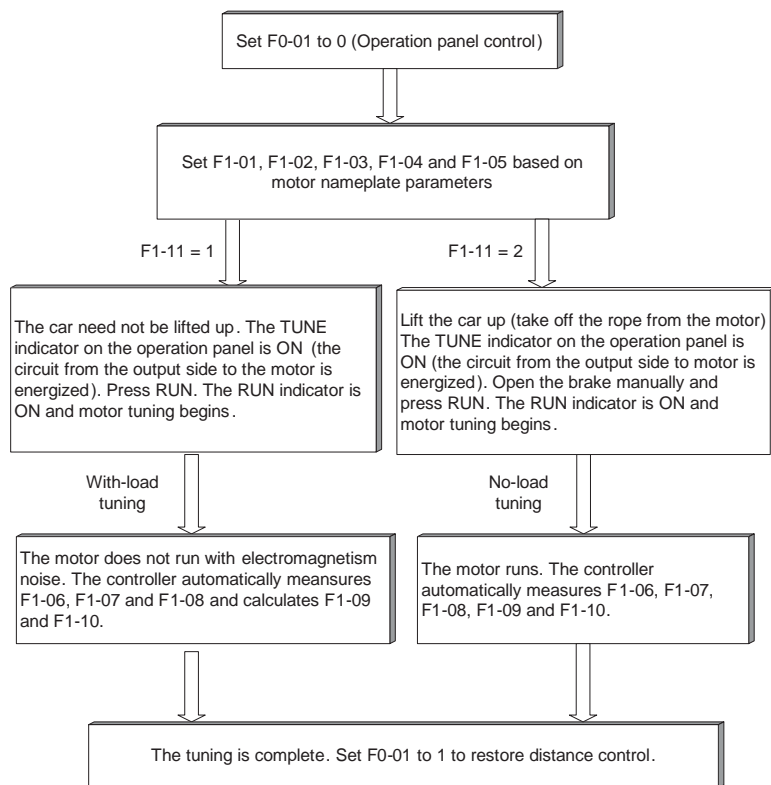 Set F0-01 to 0 (Operation panel control)
Set F1-01, F1-02, F1-03, F1-04 and F1-05 based on
motor nameplate parameters
F1-11 = 1
F1-11 = 2
The car need not be lifted up. The TUNE
indicator on the operation panel is ON (the
circuit from the output side to the motor is
energized). Press RUN. The RUN indicator is
ON and motor tuning begins.
Lift the car up (take off the rope from the motor)
The TUNE indicator on the operation panel is
ON (the circuit from the output side to motor is
energized). Open the brake manually and
press RUN. The RUN indicator is ON and
motor tuning begins.
With-load
tuning
No-load
tuning
The motor does not run with electromagnetism
noise. The controller automatically meansures
F1-06, F1-07 and F1-08 and calculates F1-09
and F1-10.
The motor runs. The controller
automatically measures F1-06, F1-07,
F1-08, F1-09 and F1-10.
The tuning is complete. Set F0-01 to 1 to restore distance control.